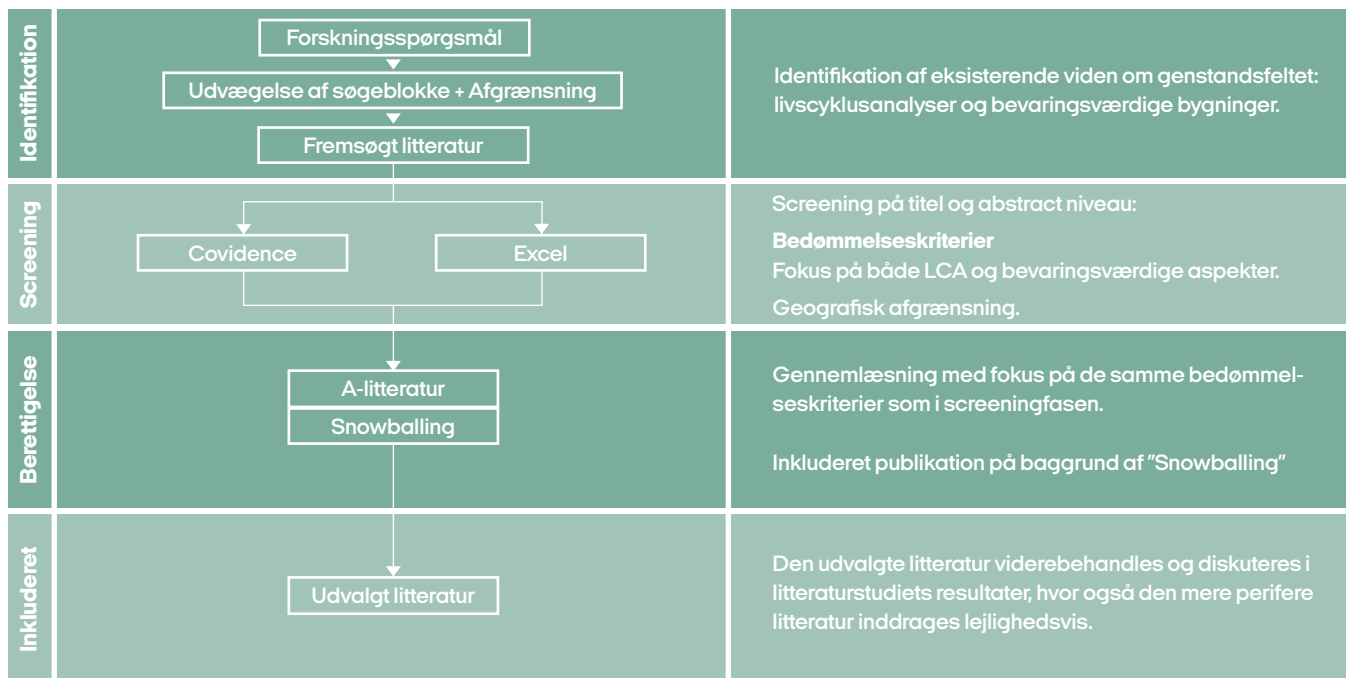 Identifikation
Forskningsspørgsmål
Udvægelse af søgeblokke + Afgrænsning
Fremsøgt litteratur
Identifikation af eksisterende viden om genstandsfeltet:
livscyklusanalyser og bevaringsværdige bygninger.
Screening
Covidence
Excel
Screening på titel og abstract niveau:
Bedømmelseskriterier
Fokus på både LCA og bevaringsværdige aspekter.
Geografisk afgrænsning.
Berettigelse
A-litteratur
Snowballing
Gennemlæsning med fokus på de samme bedømmel-
seskriterier som i screeningfasen.
Inkluderet publikation på baggrund af ”Snowballing”
Inkluderet
Udvalgt litteratur
Den udvalgte litteratur viderebehandles og diskuteres i
litteraturstudiets resultater, hvor også den mere perifere
litteratur inddrages lejlighedsvis.